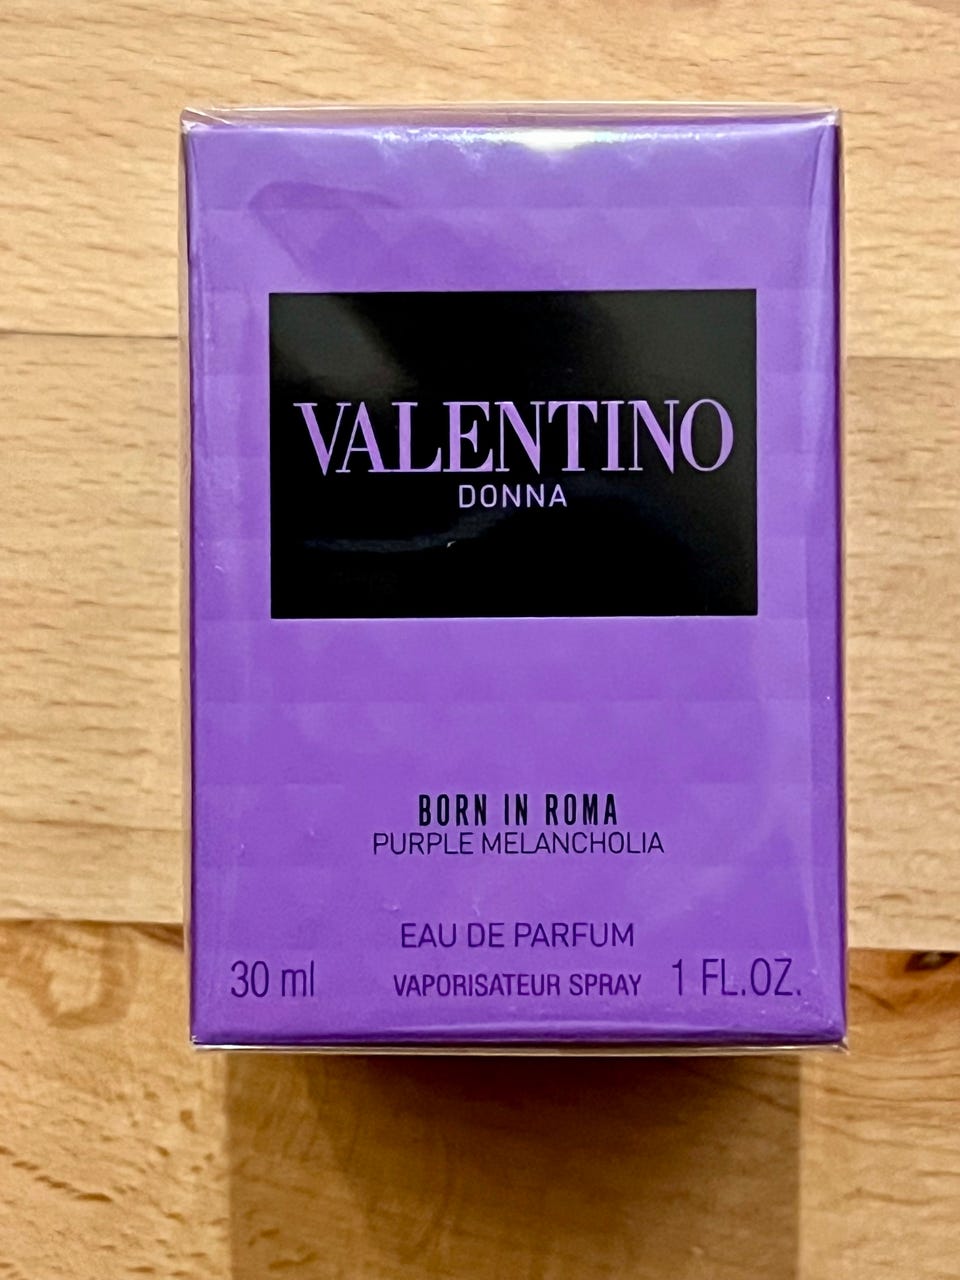 VALENTINO
DONNA
BORN IN ROMA
PURPLE MELANCHOLIA
EAU DE PARFUM
30 ml VAPORISATEUR SPRAY 1 FL.OZ.